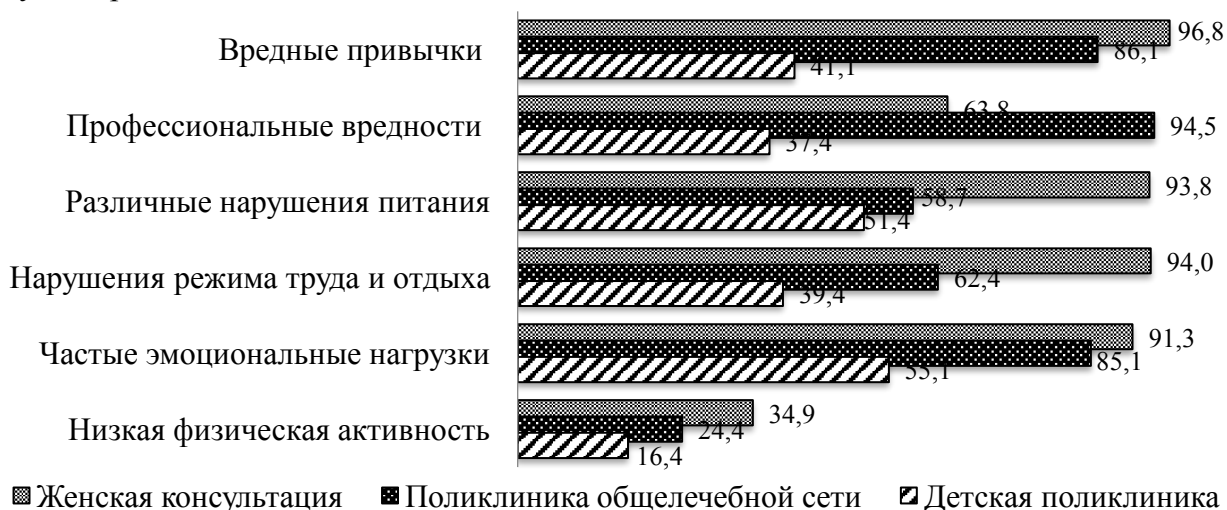 Вредные привычки
96,8
86,1
41,1
Профессиональные вредности
63,8
94,5
37,4
Различные нарушения питания
93,8
58,7
51,4
Нарушения режима труда и отдыха
94,0
62,4
39,4
Частые эмоциональные нагрузки
91,3
85,1
55,1
Низкая физическая активность
34,9
24,4
16,4
Женская консультация Поликлиника общелечебной сети Детская поликлиника